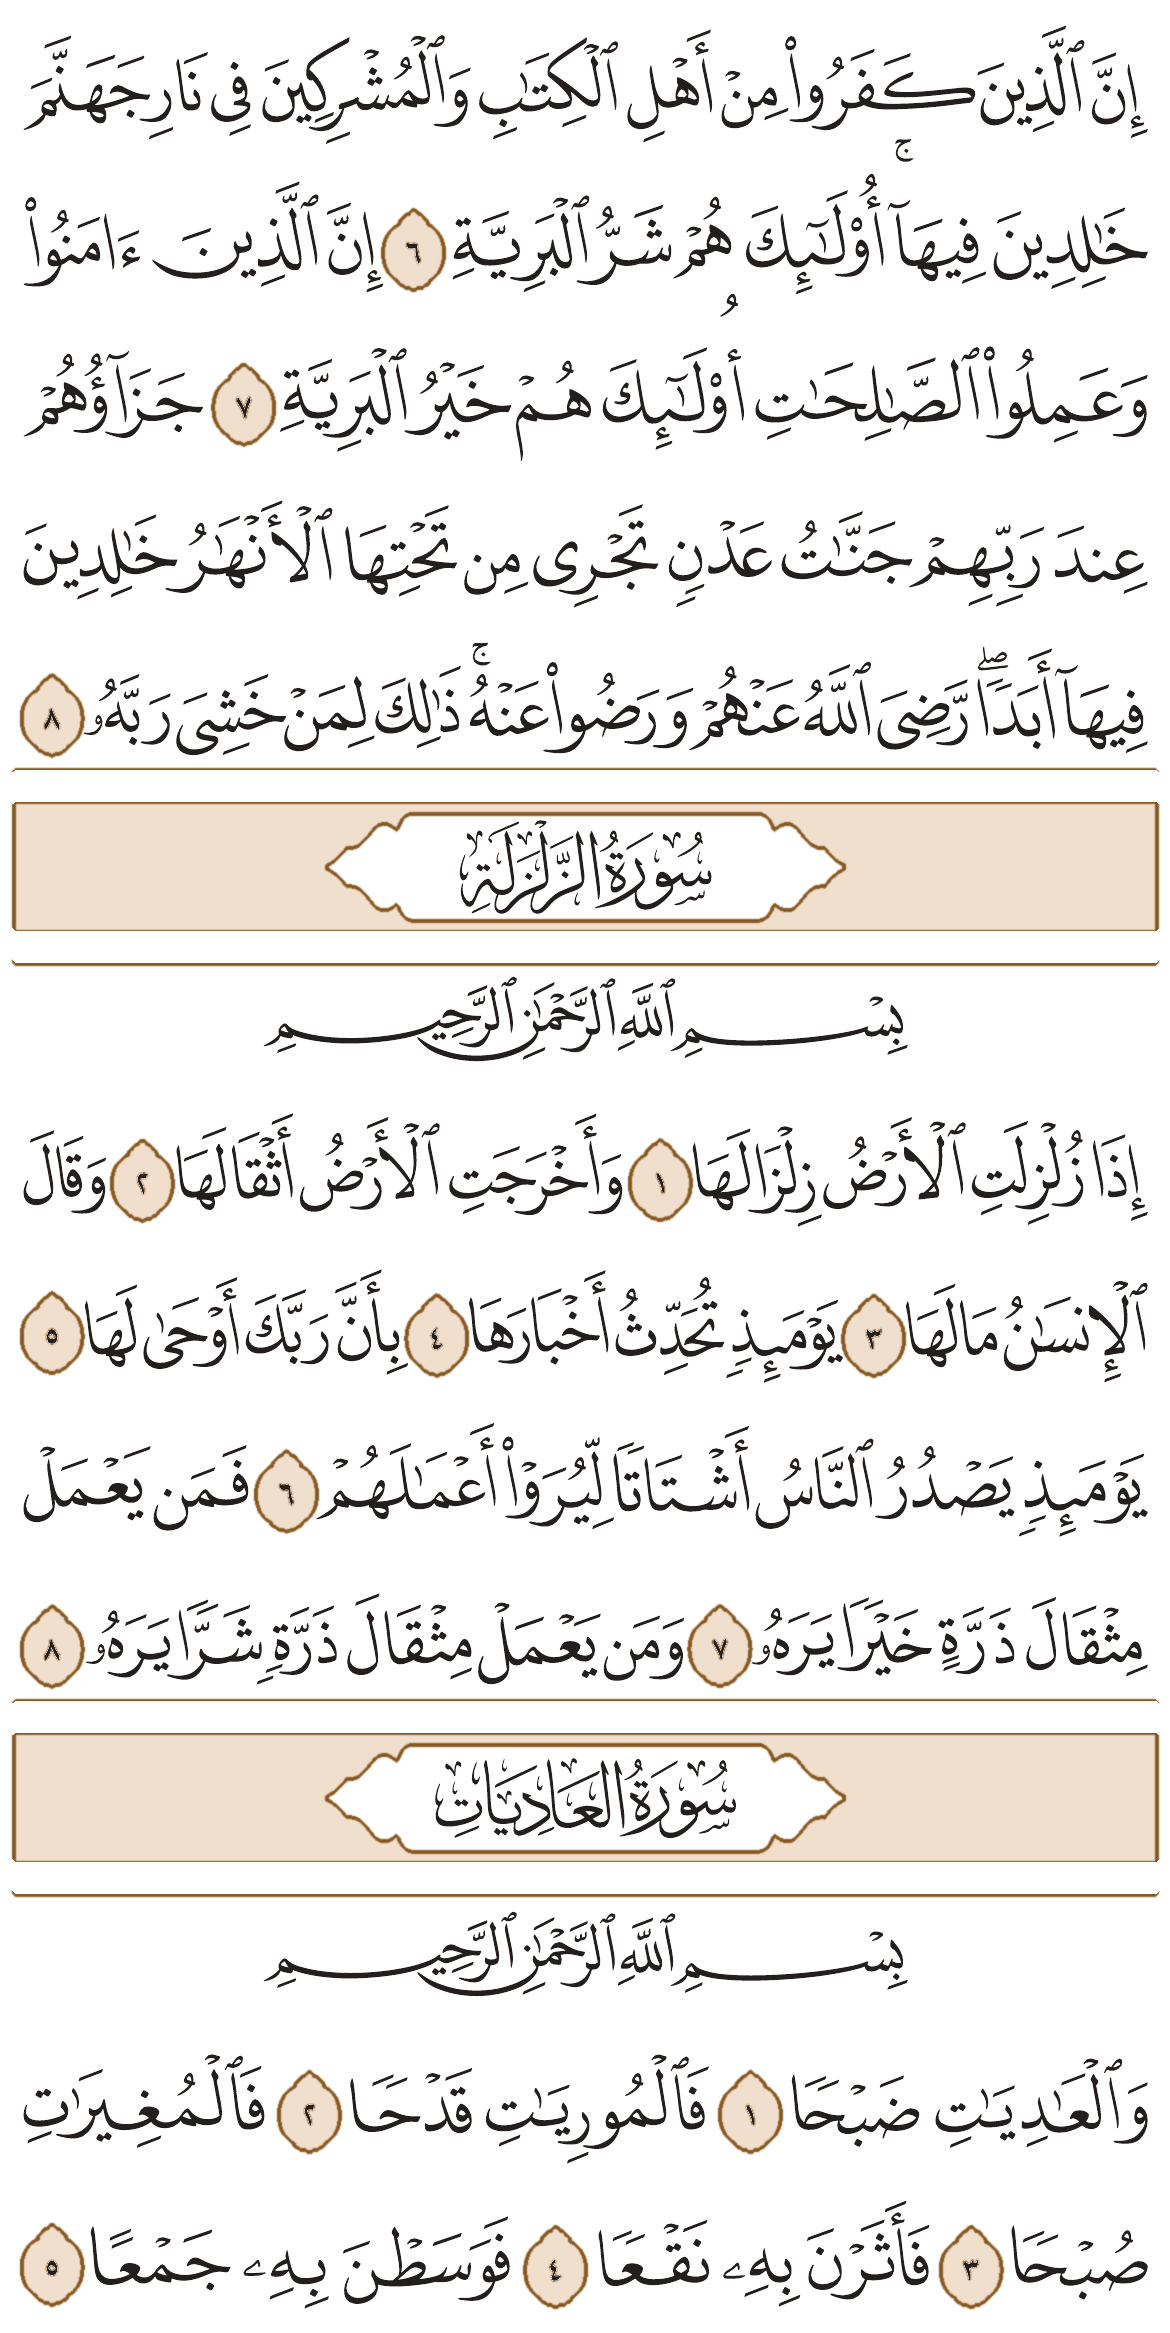 إِنَّ ٱلَّذِينَ كَفَرُوا۟ مِنْ أَهْلِ ٱلْكِتَٰبِ وَٱلْمُشْرِكِينَ فِى نَارِ جَهَنَّمَ
خَٰلِدِينَ فِيهَآ ۚ أُو۟لَٰٓئِكَ هُمْ شَرُّ ٱلْبَرِيَّةِ ٦ إِنَّ ٱلَّذِينَ ءَامَنُوا۟
وَعَمِلُوا۟ ٱلصَّٰلِحَٰتِ أُو۟لَٰٓئِكَ هُمْ خَيْرُ ٱلْبَرِيَّةِ ٧ جَزَآؤُهُمْ
عِندَ رَبِّهِمْ جَنَّٰتُ عَدْنٍ تَجْرِى مِن تَحْتِهَا ٱلْأَنْهَٰرُ خَٰلِدِينَ
فِيهَآ أَبَدًا ۖ رَّضِىَ ٱللَّهُ عَنْهُمْ وَرَضُوا۟ عَنْهُ ۚ ذَٰلِكَ لِمَنْ خَشِىَ رَبَّهُۥ ٨
سُورَةُ الزَّلْزَلَةِ
بِسْمِ ٱللَّهِ ٱلرَّحْمَٰنِ ٱلرَّحِيمِ
إِذَا زُلْزِلَتِ ٱلْأَرْضُ زِلْزَالَهَا ١ وَأَخْرَجَتِ ٱلْأَرْضُ أَثْقَالَهَا ٢ وَقَالَ
ٱلْإِنسَٰنُ مَا لَهَا ٣ يَوْمَئِذٍ تُحَدِّثُ أَخْبَارَهَا ٤ بِأَنَّ رَبَّكَ أَوْحَىٰ لَهَا ٥
يَوْمَئِذٍ يَصْدُرُ ٱلنَّاسُ أَشْتَاتًا لِّيُرَوْا۟ أَعْمَٰلَهُمْ ٦ فَمَن يَعْمَلْ
مِثْقَالَ ذَرَّةٍ خَيْرًا يَرَهُۥ ٧ وَمَن يَعْمَلْ مِثْقَالَ ذَرَّةٍ شَرًّا يَرَهُۥ ٨
سُورَةُ العَادِيَاتِ
بِسْمِ ٱللَّهِ ٱلرَّحْمَٰنِ ٱلرَّحِيمِ
وَٱلْعَٰدِيَٰتِ ضَبْحًا ١ فَٱلْمُورِيَٰتِ قَدْحًا ٢ فَٱلْمُغِيرَٰتِ
صُبْحًا ٣ فَأَثَرْنَ بِهِۦ نَقْعًا ٤ فَوَسَطْنَ بِهِۦ جَمْعًا ٥